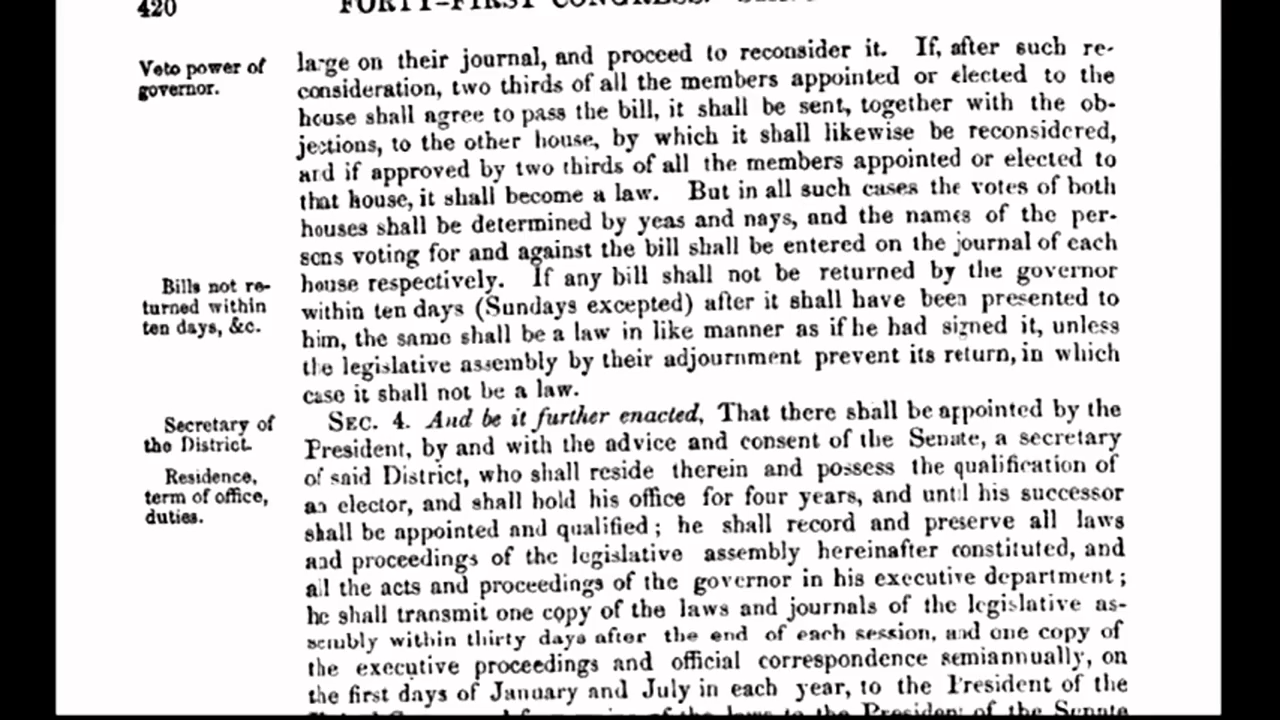 420
FORTY-FIRST CONGRESS.
Veto power of
governor.
large on their journal, and proceed to reconsider it. If, after such re-
consideration, two thirds of all the members appointed or elected to the
house shall agree to pass the bill, it shall be sent, together with the ob-
jections, to the other house, by which it shall likewise be reconsidered,
and if approved by two thirds of all the members appointed or elected to
that house, it shall become a law. But in all such cases the votes of both
houses shall be determined by yeas and nays, and the names of the per-
sons voting for and against the bill shall be entered on the journal of each
Bills not re-
turned within
ten days, &c.
house respectively. If any bill shall not be returned by the governor
within ten days (Sundays excepted) after it shall have been presented to
him, the same shall be a law in like manner as if he had signed it, unless
the legislative assembly by their adjournment prevent its return, in which
case it shall not be a law.
Secretary of
the District.
Residence,
term of office,
duties.
SEC. 4. And be it further enacted, That there shall be appointed by the
President, by and with the advice and consent of the Senate, a secretary
of said District, who shall reside therein and possess the qualification of
an elector, and shall hold his office for four years, and until his successor
shall be appointed and qualified; he shall record and preserve all laws
and proceedings of the legislative assembly hereinafter constituted, and
all the acts and proceedings of the governor in his executive department;
he shall transmit one copy of the laws and journals of the legislative as-
sembly within thirty days after the end of each session, and one copy of
the executive proceedings and official correspondence semiannually, on
the first days of January and July in each year, to the President of the
of the laws to the President of the Senate